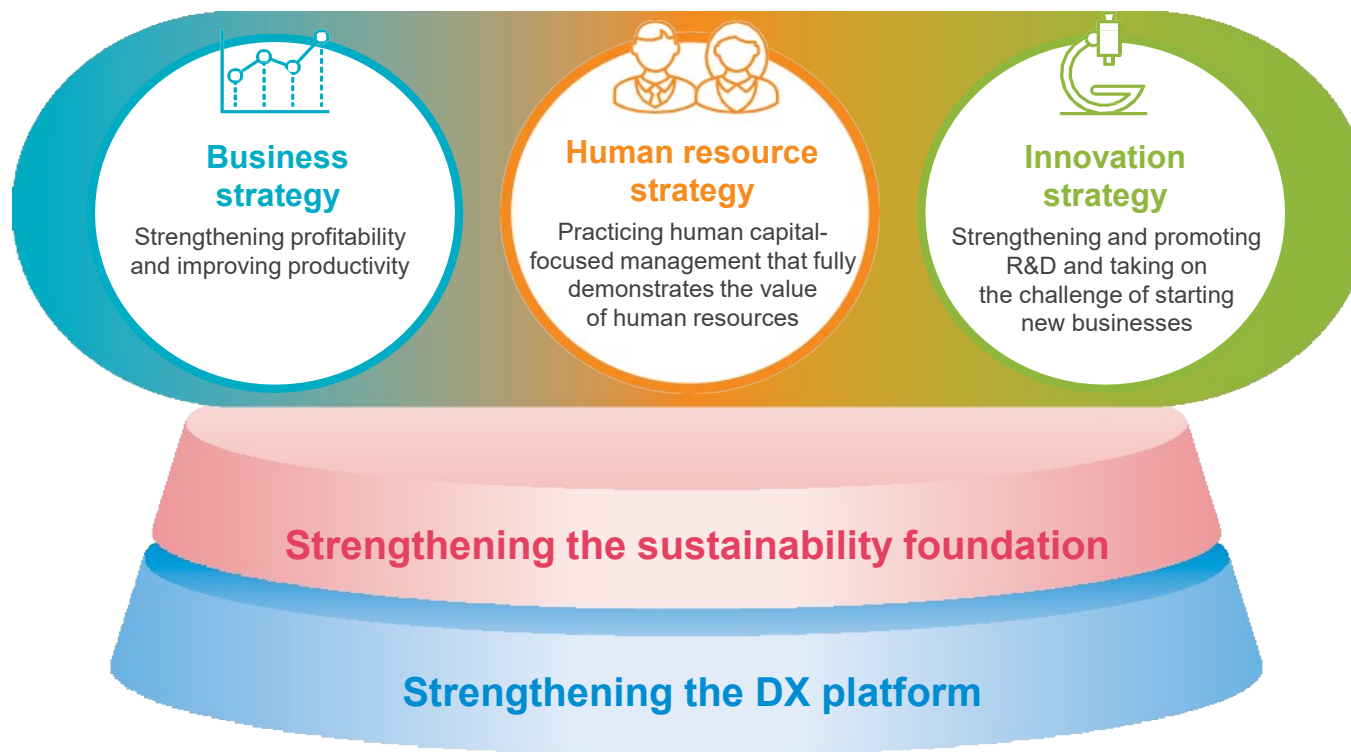 Business
strategy
Strengthening profitability
and improving productivity
Human resource
strategy
Practicing human capital-
focused management that fully
demonstrates the value
of human resources
Innovation
strategy
Strengthening and promoting
R&D and taking on
the challenge of starting
new businesses
Strengthening the sustainability foundation
Strengthening the DX platform